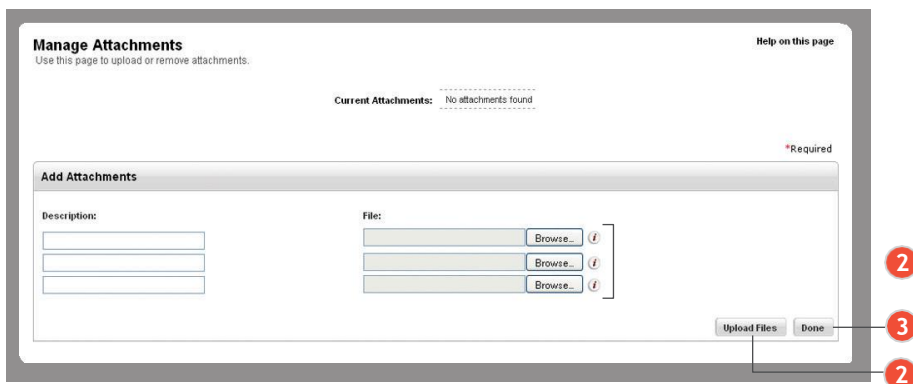 Manage Attachments
Help on this page
Use this page to upload or remove attachments.
Current Attachments: No attachments found
*Required
Add Attachments
Description: File:
Browse... i
Browse... i
Browse... i
2
Upload Files Done 3
2